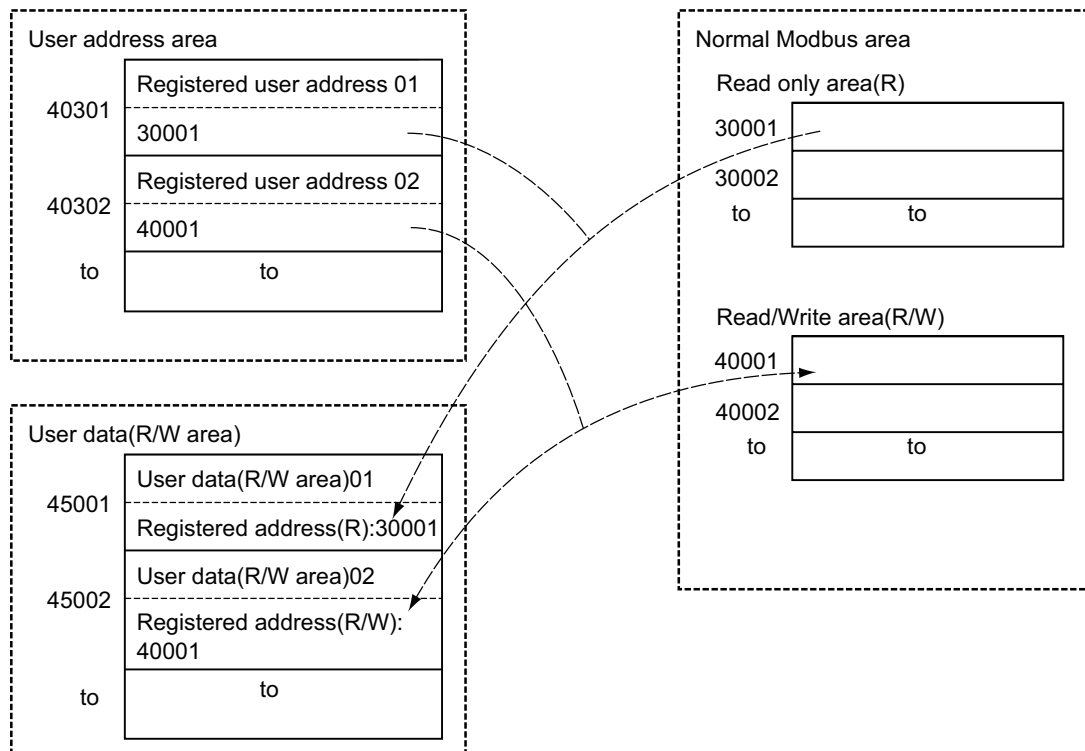 User address area
Registered user address 01
40301
30001
Registered user address 02
40302
40001
to
to
User data(R/W area)
User data(R/W area)01
45001
Registered address(R):30001
User data(R/W area)02
45002
Registered address(R/W):
40001
to
to
Normal Modbus area
Read only area(R)
30001
30002
to
to
Read/Write area(R/W)
40001
40002
to
to